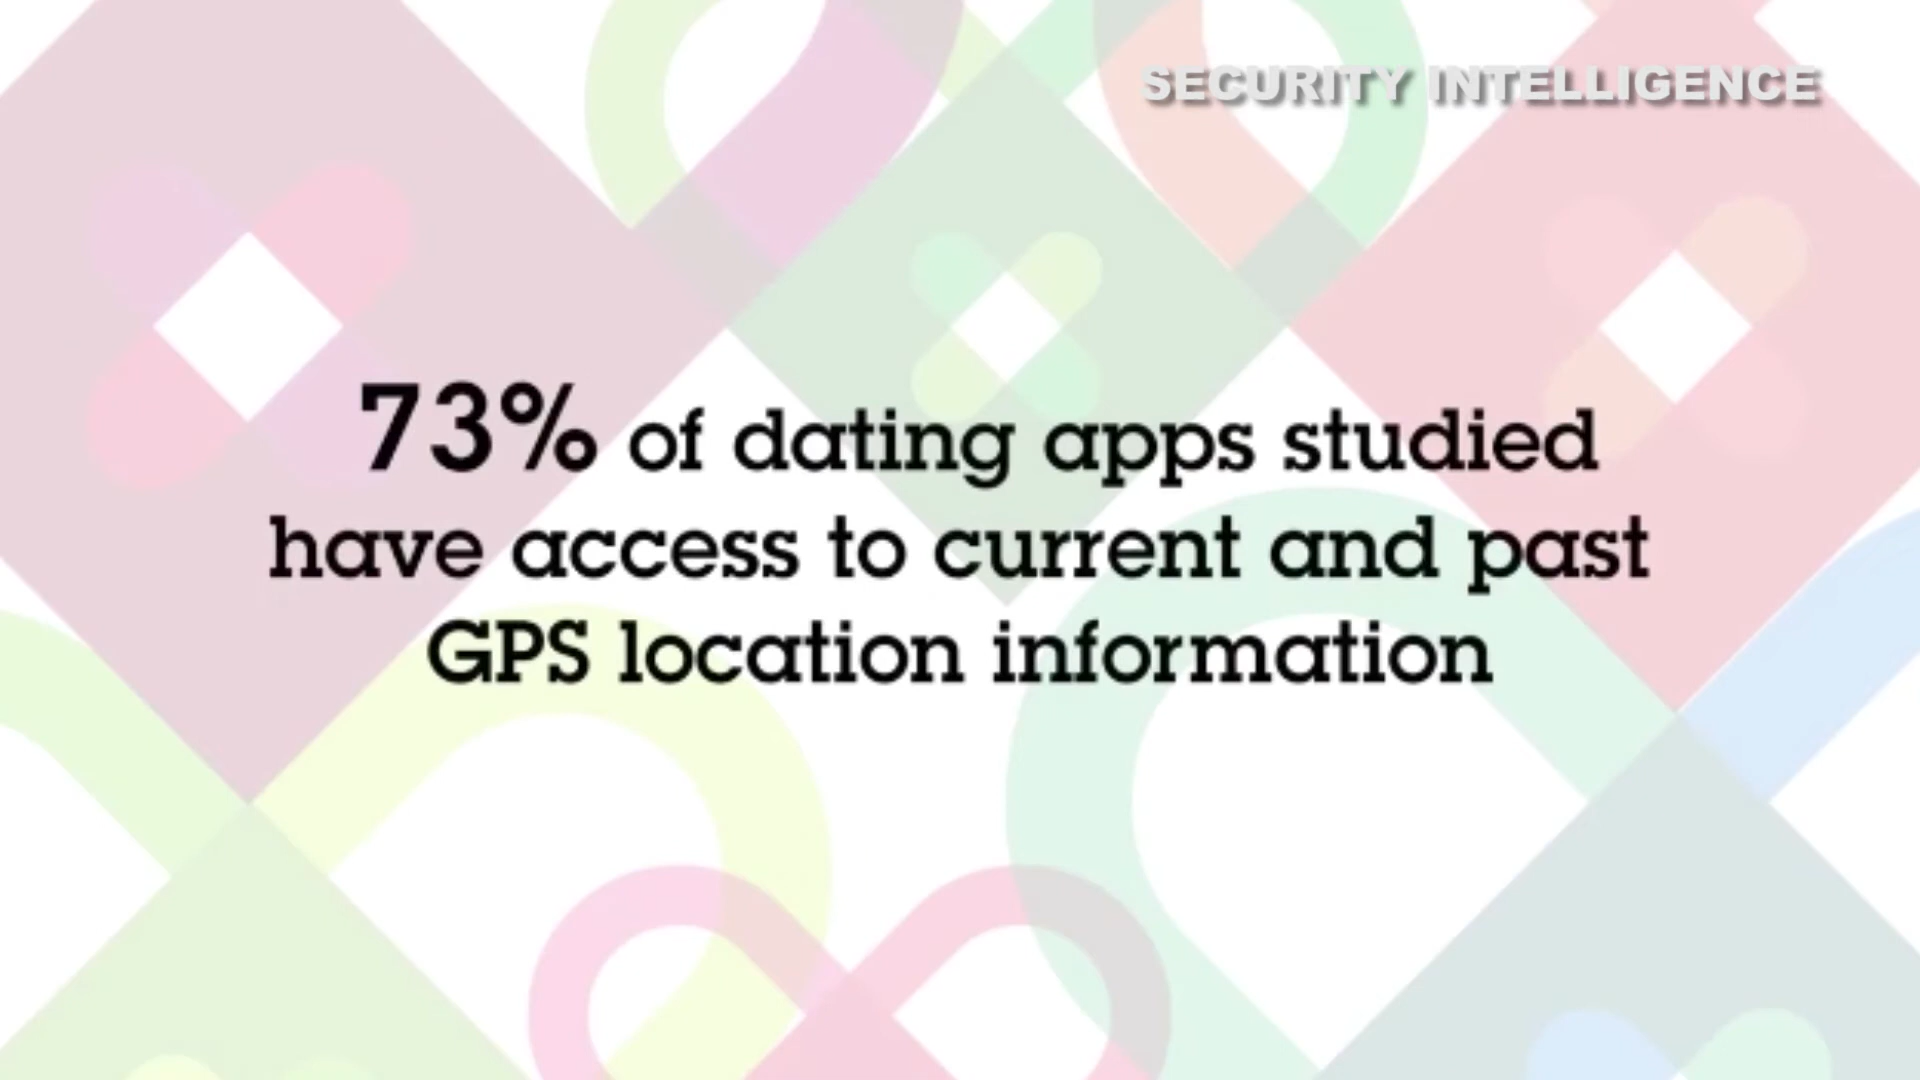 SECURITY INTELLIGENCE
73% of dating apps studied
have access to current and past
GPS location information